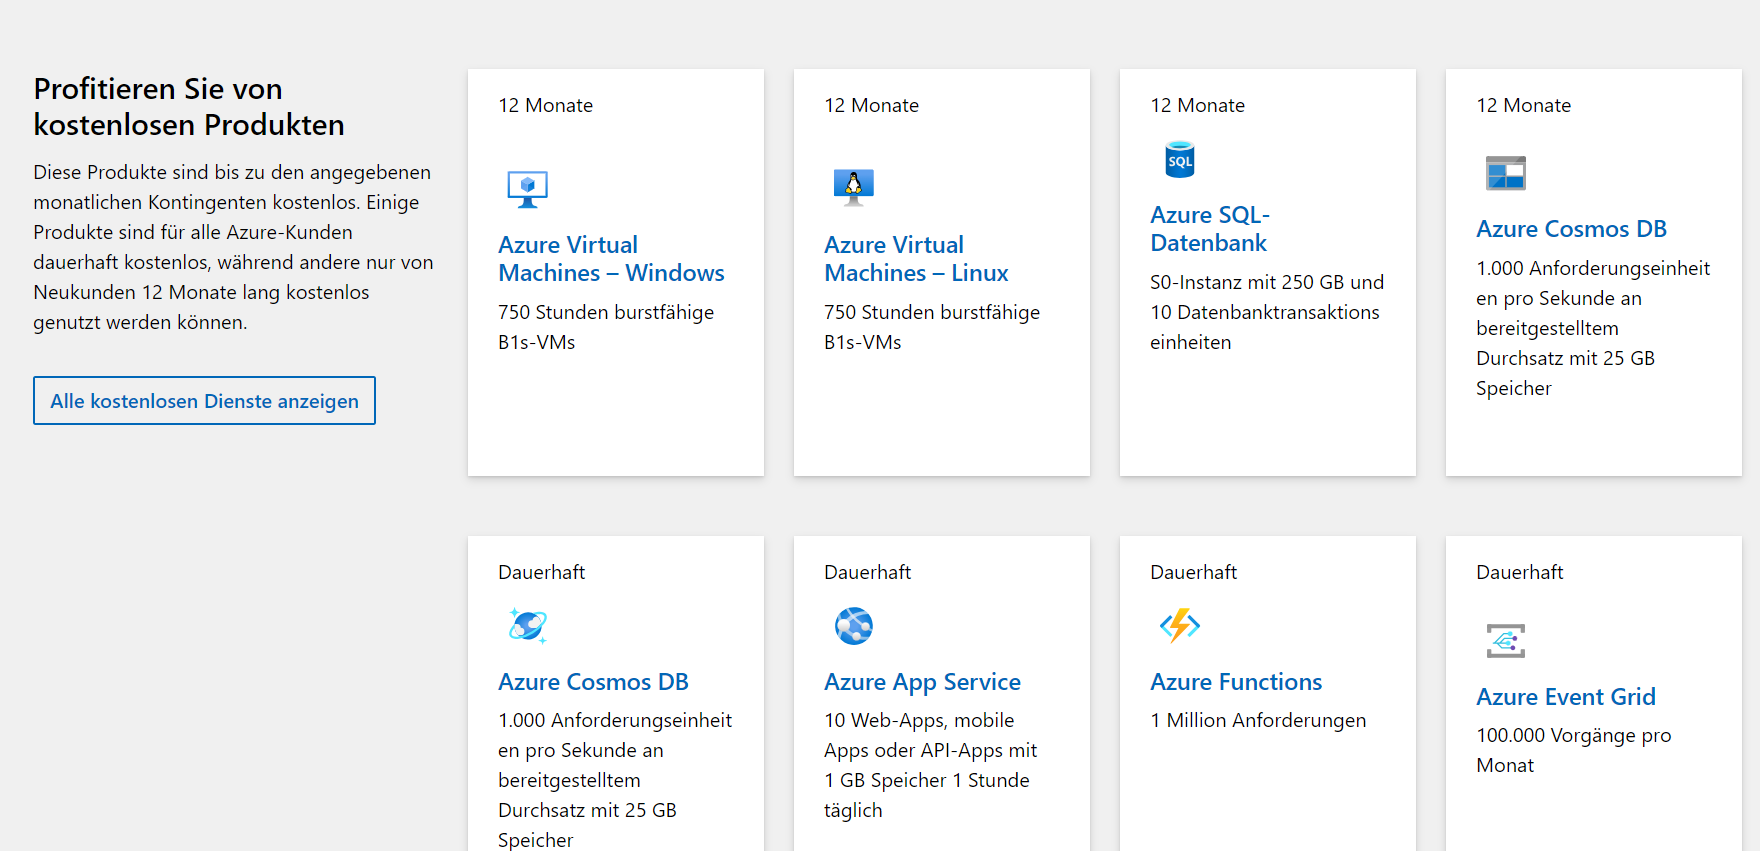 Profitieren Sie von
kostenlosen Produkten
Diese Produkte sind bis zu den angegebenen
monatlichen Kontingenten kostenlos. Einige
Produkte sind für alle Azure-Kunden
dauerhaft kostenlos, während andere nur von
Neukunden 12 Monate lang kostenlos
genutzt werden können.
Alle kostenlosen Dienste anzeigen
12 Monate
Azure Virtual
Machines – Windows
750 Stunden burstfähige
B1s-VMs
12 Monate
Azure Virtual
Machines – Linux
750 Stunden burstfähige
B1s-VMs
12 Monate
SQL
Azure SQL-
Datenbank
S0-Instanz mit 250 GB und
10 Datenbanktransaktions
einheiten
12 Monate
Azure Cosmos DB
1.000 Anforderungseinheit
en pro Sekunde an
bereitgestelltem
Durchsatz mit 25 GB
Speicher
Dauerhaft
Azure Cosmos DB
1.000 Anforderungseinheit
en pro Sekunde an
bereitgestelltem
Durchsatz mit 25 GB
Speicher
Dauerhaft
Azure App Service
10 Web-Apps, mobile
Apps oder API-Apps mit
1 GB Speicher 1 Stunde
täglich
Dauerhaft
Azure Functions
1 Million Anforderungen
Dauerhaft
Azure Event Grid
100.000 Vorgänge pro
Monat